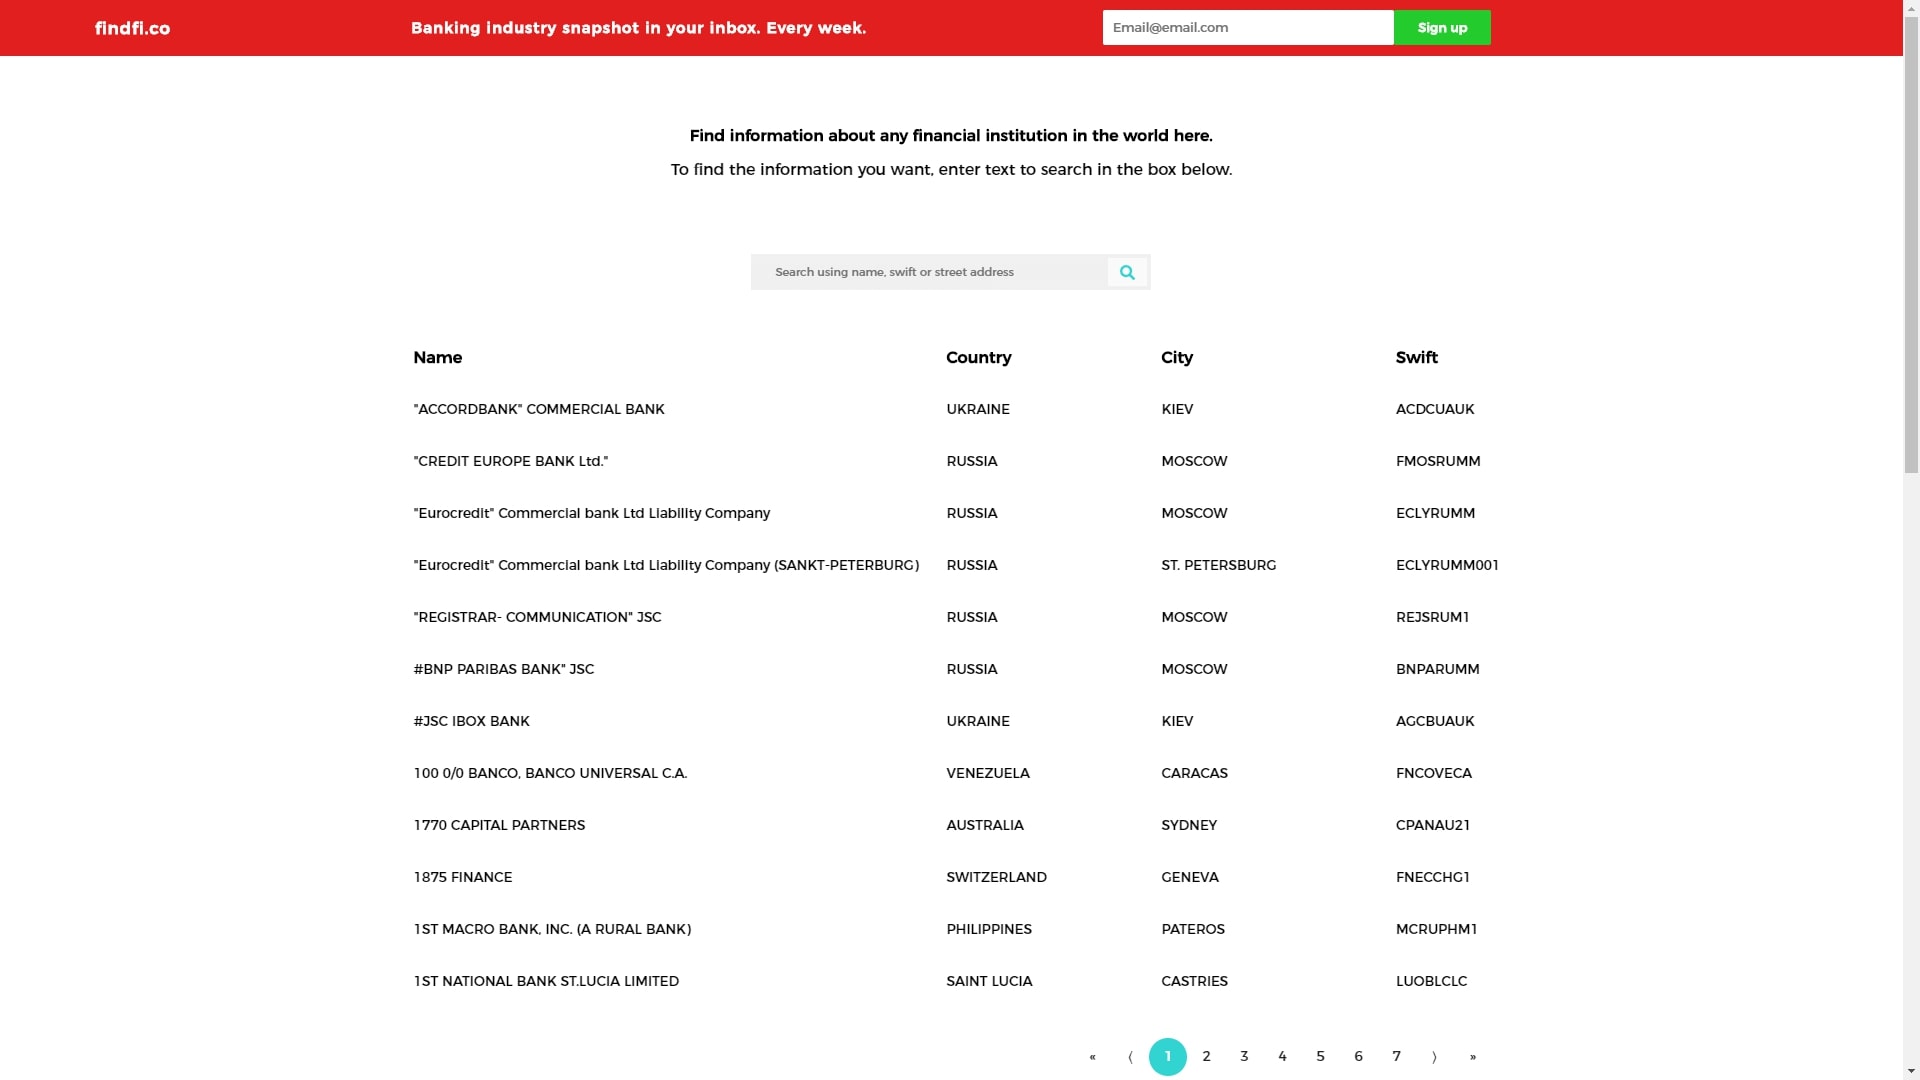 findfi.co
Banking industry snapshot in your inbox. Every week.
Email@email.com
Sign up
Find information about any financial institution in the world here.
To find the information you want, enter text to search in the box below.
Search using name, swift or street address
Name Country City Swift
"ACCORDBANK" COMMERCIAL BANK UKRAINE KIEV ACDCUAUK
"CREDIT EUROPE BANK Ltd." RUSSIA MOSCOW FMOSRUMM
"Eurocredit" Commercial bank Ltd Liability Company RUSSIA MOSCOW ECLYRUMM
"Eurocredit" Commercial bank Ltd Liability Company (SANKT-PETERBURG) RUSSIA ST. PETERSBURG ECLYRUMM001
"REGISTRAR- COMMUNICATION" JSC RUSSIA MOSCOW REJSRUM1
#BNP PARIBAS BANK" JSC RUSSIA MOSCOW BNPARUMM
#JSC IBOX BANK UKRAINE KIEV AGCBUAUK
100 0/0 BANCO, BANCO UNIVERSAL C.A. VENEZUELA CARACAS FNCOVECA
1770 CAPITAL PARTNERS AUSTRALIA SYDNEY CPANAU21
1875 FINANCE SWITZERLAND GENEVA FNECCHG1
1ST MACRO BANK, INC. (A RURAL BANK) PHILIPPINES PATEROS MCRUPHM1
1ST NATIONAL BANK ST.LUCIA LIMITED SAINT LUCIA CASTRIES LUOBLCLC
« ⟨ 1 2 3 4 5 6 7 ⟩ »